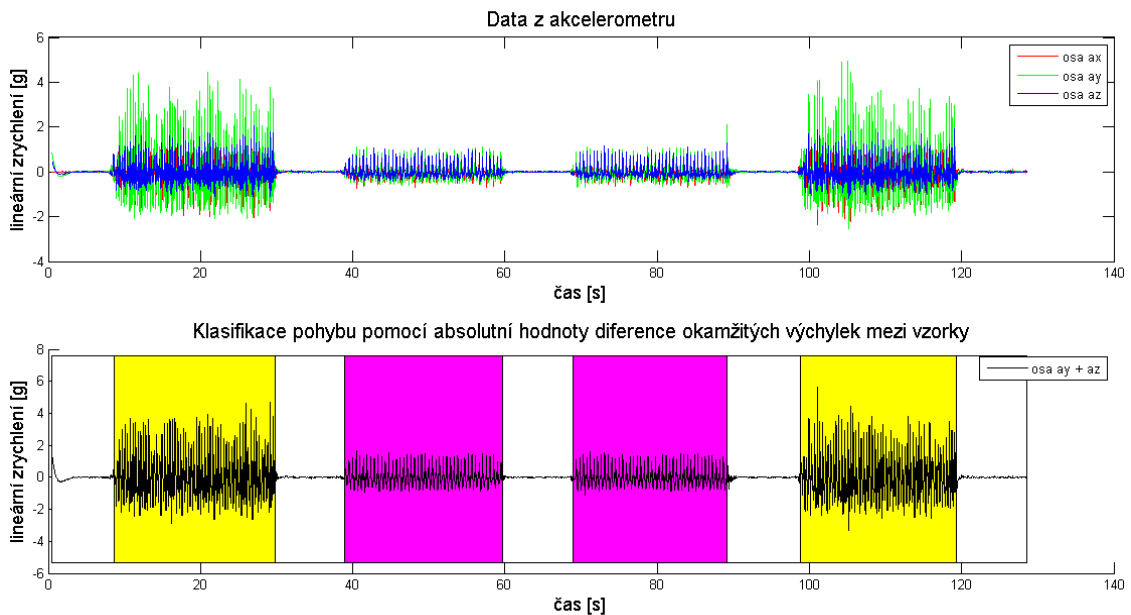 Data z akcelerometru
6
4
2
0
-2
-4
lineární zrychlení [g]
osa ax
osa ay
osa az
0 20 40 60 80 100 120 140
čas [s]
Klasifikace pohybu pomocí absolutní hodnoty diference okamžitých výchylek mezi vzorky
8
6
4
2
0
-2
-4
-6
lineární zrychlení [g]
osa ay + az
0 20 40 60 80 100 120 140
čas [s]